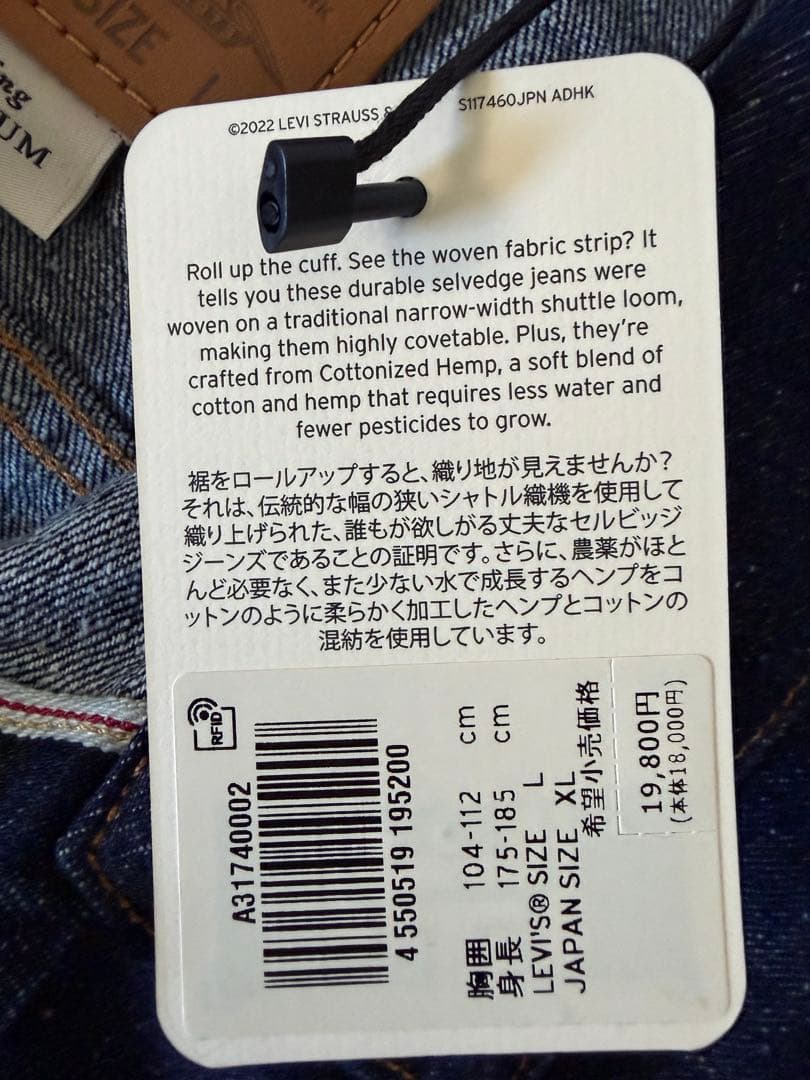 SIZE L
ng
UM
©2022 LEVI STRAUSS &
S117460JPN ADHK
Roll up the cuff. See the woven fabric strip? It
tells you these durable selvedge jeans were
woven on a traditional narrow-width shuttle loom,
making them highly covetable. Plus, they're
crafted from Cottonized Hemp, a soft blend of
cotton and hemp that requires less water and
fewer pesticides to grow.
裾をロールアップすると、織り地が見えませんか?
それは、伝統的な幅の狭いシャトル織機を使用して
織り上げられた、誰もが欲しがる丈夫なセルビッジ
ジーンズであることの証明です。さらに、農薬がほと
んど必要なく、また少ない水で成長するヘンプをコ
ットンのように柔らかく加工したヘンプとコットンの
混紡を使用しています。
RFID
A31740002
4 550519 195200
胸囲 104-112 cm
身長 175-185 cm
LEVI'S® SIZE L
JAPAN SIZE XL
希望小売価格
19,800円
(本体18,000円)